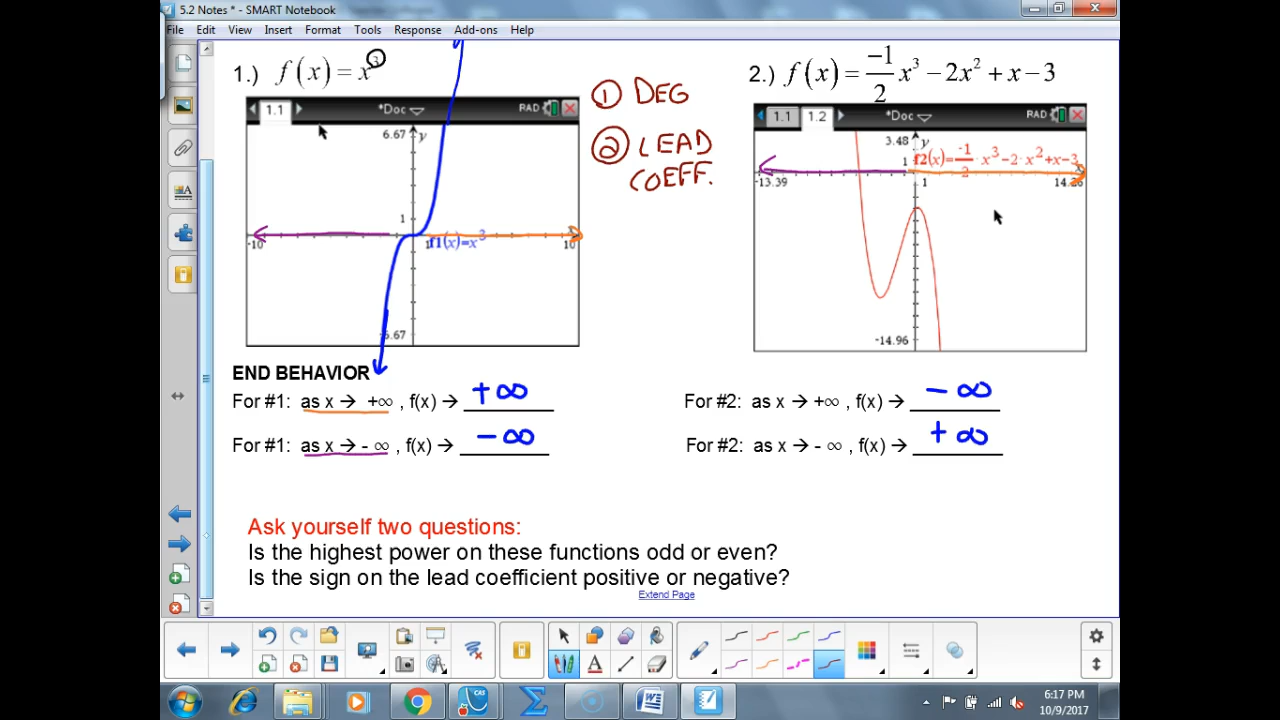 5.2 Notes * - SMART Notebook
File Edit View Insert Format Tools Response Add-ons Help
1.) f(x) = x³
① DEG
② LEAD
COEFF.
2.) f(x) = -1/2 x³ − 2x² + x − 3
1.1 *Doc RAD
6.67 y
1
-10 1 f1(x)=x³ 10
-6.67
1.1 1.2 *Doc RAD
3.48 y
1 f2(x)=-1/2·x³−2·x²+x−3
-13.39 1 14.26
-14.96
END BEHAVIOR
For #1: as x → +∞ , f(x) → +∞
For #1: as x → - ∞ , f(x) → −∞
For #2: as x → +∞ , f(x) → − ∞
For #2: as x → - ∞ , f(x) → + ∞
Ask yourself two questions:
Is the highest power on these functions odd or even?
Is the sign on the lead coefficient positive or negative?
Extend Page
6:17 PM
10/9/2017